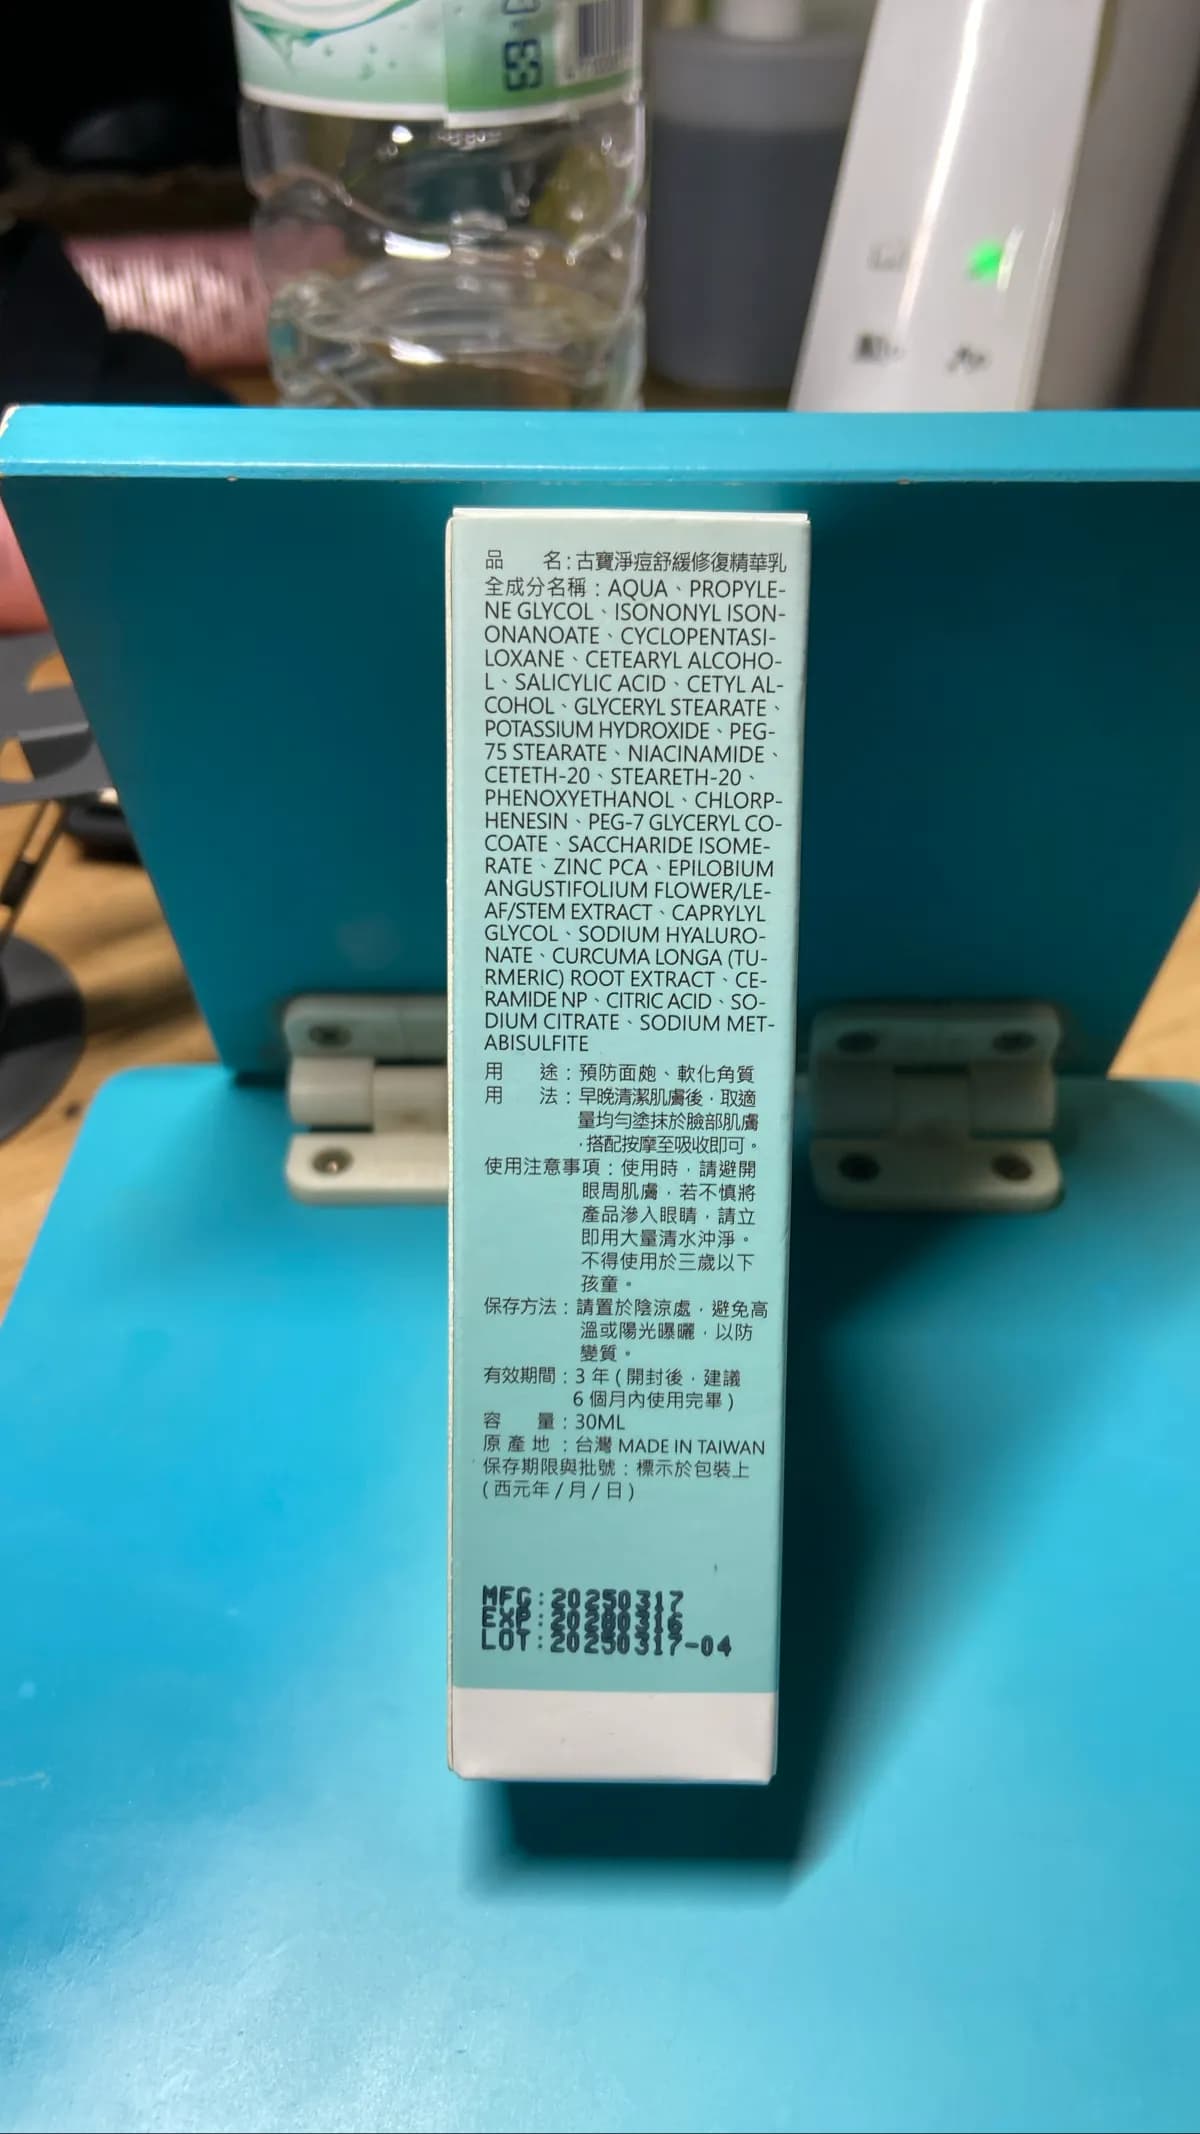 品　　名：古寶淨痘舒緩修復精華乳
全成分名稱：AQUA、PROPYLE-
NE GLYCOL、ISONONYL ISON-
ONANOATE、CYCLOPENTASI-
LOXANE、CETEARYL ALCOHO-
L、SALICYLIC ACID、CETYL AL-
COHOL、GLYCERYL STEARATE、
POTASSIUM HYDROXIDE、PEG-
75 STEARATE、NIACINAMIDE、
CETETH-20、STEARETH-20、
PHENOXYETHANOL、CHLORP-
HENESIN、PEG-7 GLYCERYL CO-
COATE、SACCHARIDE ISOME-
RATE、ZINC PCA、EPILOBIUM
ANGUSTIFOLIUM FLOWER/LE-
AF/STEM EXTRACT、CAPRYLYL
GLYCOL、SODIUM HYALURO-
NATE、CURCUMA LONGA (TU-
RMERIC) ROOT EXTRACT、CE-
RAMIDE NP、CITRIC ACID、SO-
DIUM CITRATE、SODIUM MET-
ABISULFITE
用　　途：預防面皰、軟化角質
用　　法：早晚清潔肌膚後，取適
量均勻塗抹於臉部肌膚
，搭配按摩至吸收即可。
使用注意事項：使用時，請避開
眼周肌膚，若不慎將
產品滲入眼睛，請立
即用大量清水沖淨。
不得使用於三歲以下
孩童。
保存方法：請置於陰涼處，避免高
溫或陽光曝曬，以防
變質。
有效期間：3 年 ( 開封後，建議
6 個月內使用完畢 )
容　　量：30ML
原 產 地 ：台灣 MADE IN TAIWAN
保存期限與批號：標示於包裝上
( 西元年 / 月 / 日 )
MFG:20250317
EXP:20280316
LOT:20250317-04